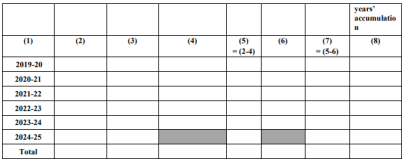 years'
accumulatio
n
(1) (2) (3) (4) (5) (6) (7) (8)
= (2-4) = (5-6)
2019-20
2020-21
2021-22
2022-23
2023-24
2024-25
Total